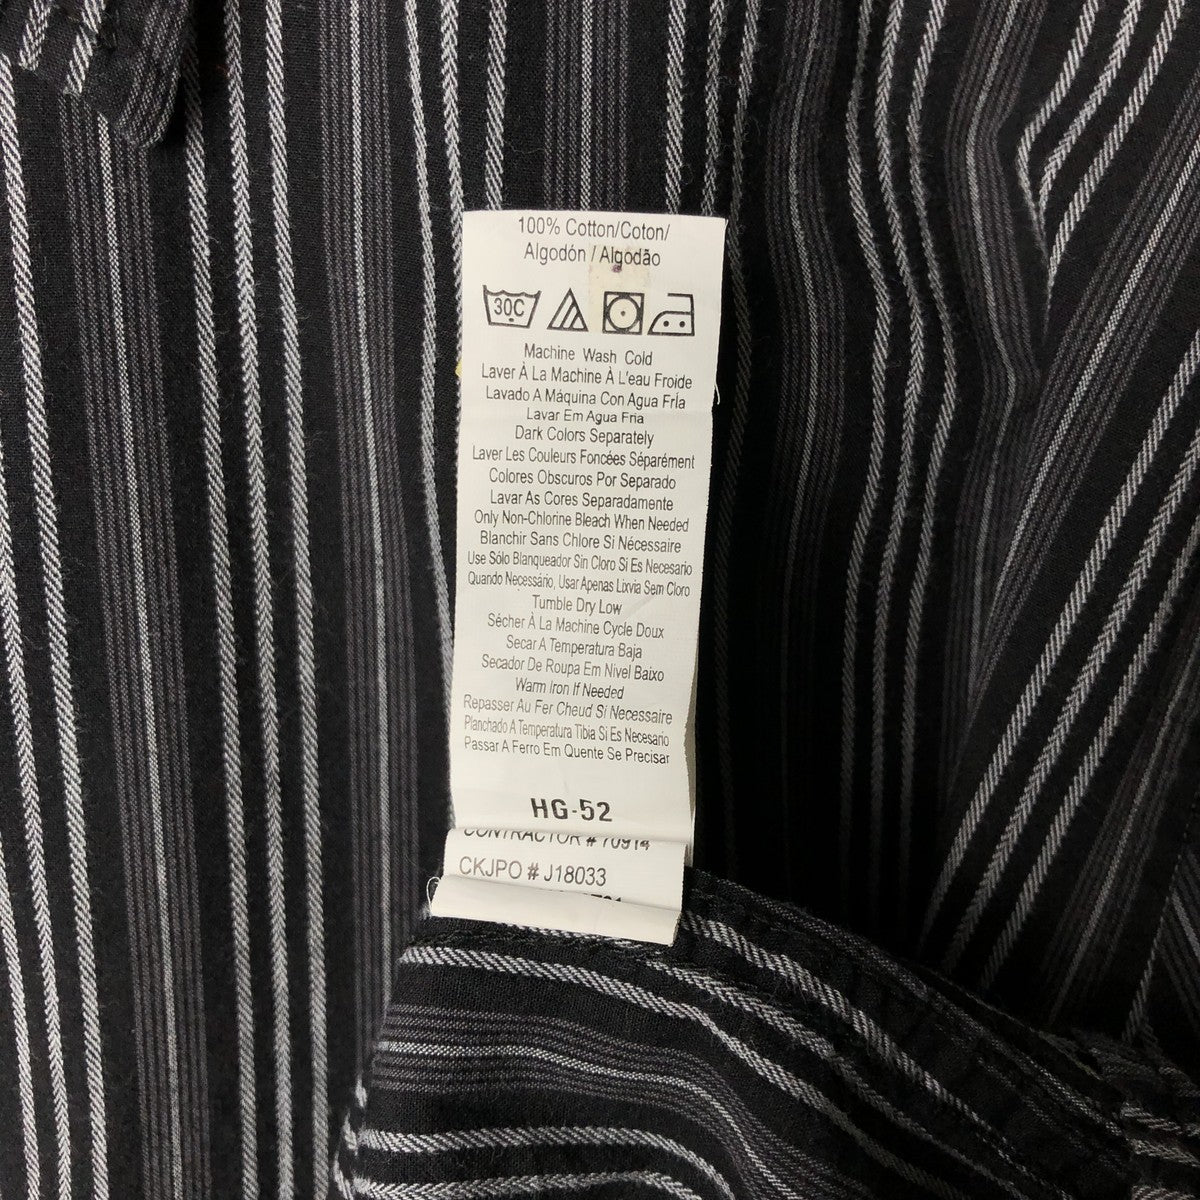 100% Cotton/Coton/
Algodón / Algodão
30C
Machine Wash Cold
Laver À La Machine À L'eau Froide
Lavado A Máquina Con Agua Fría
Lavar Em Agua Fria
Dark Colors Separately
Laver Les Couleurs Foncées Séparément
Colores Obscuros Por Separado
Lavar As Cores Separadamente
Only Non-Chlorine Bleach When Needed
Blanchir Sans Chlore Si Nécessaire
Use Sólo Blanqueador Sin Cloro Si Es Necesario
Quando Necessário, Usar Apenas Lixvia Sem Cloro
Tumble Dry Low
Sécher À La Machine Cycle Doux
Secar A Temperatura Baja
Secador De Roupa Em Nivel Baixo
Warm Iron If Needed
Repasser Au Fer Cheud Si Necessaire
Planchado A Temperatura Tibia Si Es Necesario
Passar A Ferro Em Quente Se Precisar
HG-52
CONTRACTOR # 70914
CKJPO # J18033